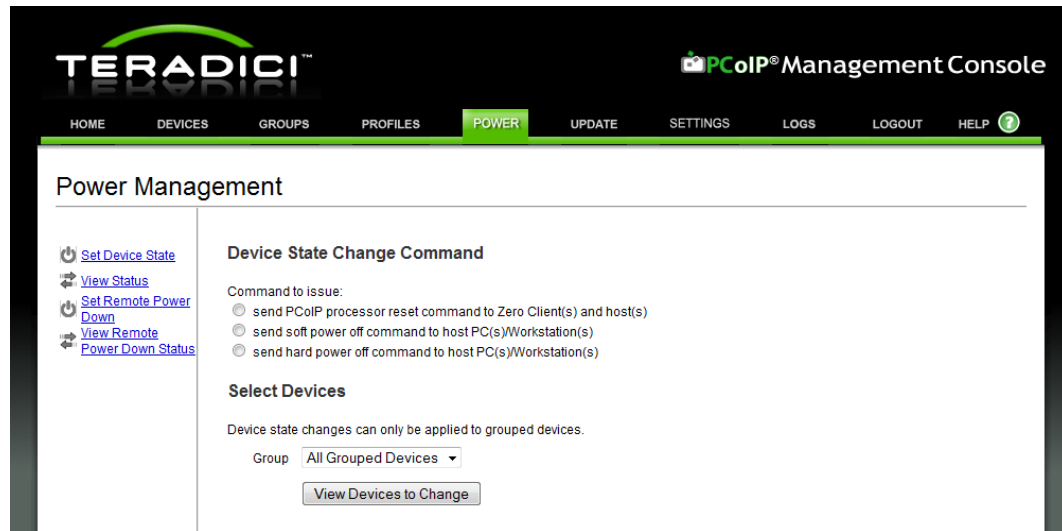 TERADICI™
PCoIP® Management Console
HOME DEVICES GROUPS PROFILES POWER UPDATE SETTINGS LOGS LOGOUT HELP ?
Power Management
Set Device State
View Status
Set Remote Power
Down
View Remote
Power Down Status
Device State Change Command
Command to issue:
send PCoIP processor reset command to Zero Client(s) and host(s)
send soft power off command to host PC(s)/Workstation(s)
send hard power off command to host PC(s)/Workstation(s)
Select Devices
Device state changes can only be applied to grouped devices.
Group All Grouped Devices
View Devices to Change